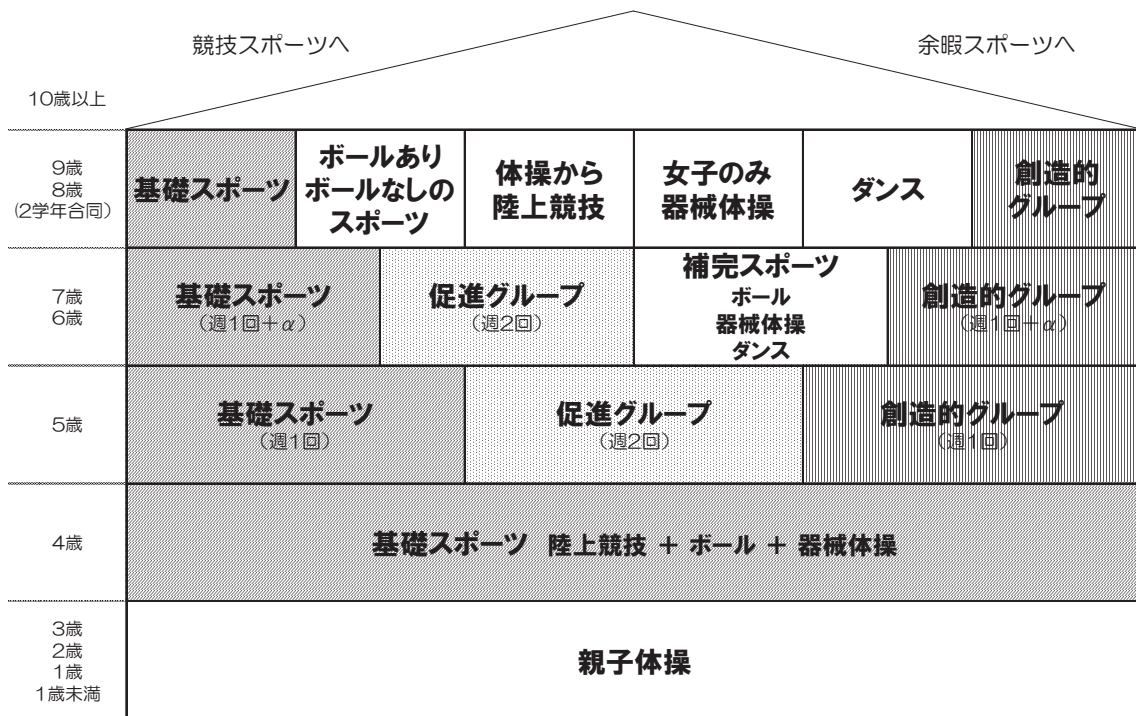 競技スポーツへ
余暇スポーツへ
10歳以上
9歳
8歳
(2学年合同)
基礎スポーツ
ボールあり
ボールなしの
スポーツ
体操から
陸上競技
女子のみ
器械体操
ダンス
創造的
グループ
7歳
6歳
基礎スポーツ
(週1回+α)
促進グループ
(週2回)
補完スポーツ
ボール
器械体操
ダンス
創造的グループ
(週1回+α)
5歳
基礎スポーツ
(週1回)
促進グループ
(週2回)
創造的グループ
(週1回)
4歳
基礎スポーツ 陸上競技 + ボール + 器械体操
3歳
2歳
1歳
1歳未満
親子体操